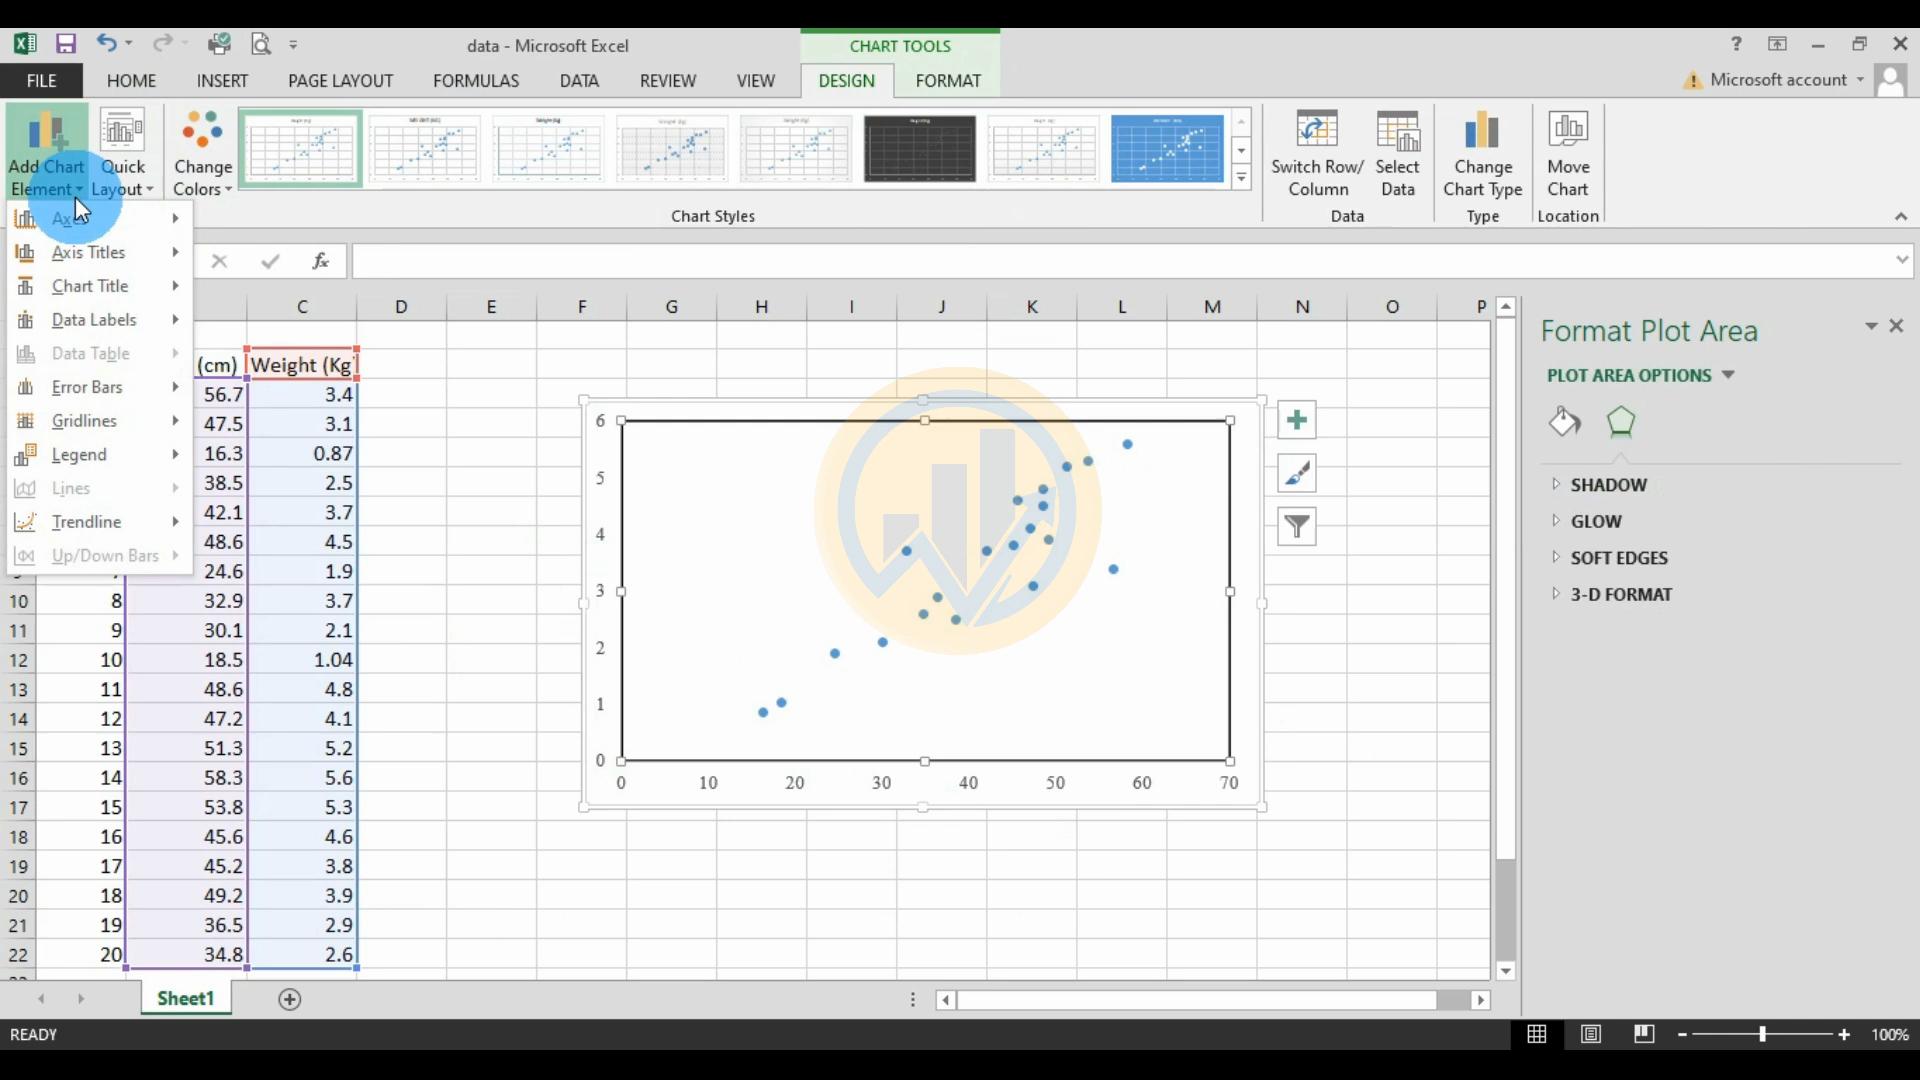 data - Microsoft Excel
CHART TOOLS
?
FILE HOME INSERT PAGE LAYOUT FORMULAS DATA REVIEW VIEW DESIGN FORMAT
Microsoft account
Add Chart Element
Quick Layout
Change Colors
Switch Row/ Column
Select Data
Change Chart Type
Move Chart
Chart Styles
Data
Type
Location
Axes
Axis Titles
Chart Title
Data Labels
Data Table
Error Bars
Gridlines
Legend
Lines
Trendline
Up/Down Bars
fx
C D E F G H I J K L M N O P
(cm) Weight (Kg
56.7 3.4
47.5 3.1
16.3 0.87
38.5 2.5
42.1 3.7
48.6 4.5
24.6 1.9
10 8 32.9 3.7
11 9 30.1 2.1
12 10 18.5 1.04
13 11 48.6 4.8
14 12 47.2 4.1
15 13 51.3 5.2
16 14 58.3 5.6
17 15 53.8 5.3
18 16 45.6 4.6
19 17 45.2 3.8
20 18 49.2 3.9
21 19 36.5 2.9
22 20 34.8 2.6
6
5
4
3
2
1
0
0 10 20 30 40 50 60 70
Format Plot Area
PLOT AREA OPTIONS
SHADOW
GLOW
SOFT EDGES
3-D FORMAT
Sheet1
READY
100%